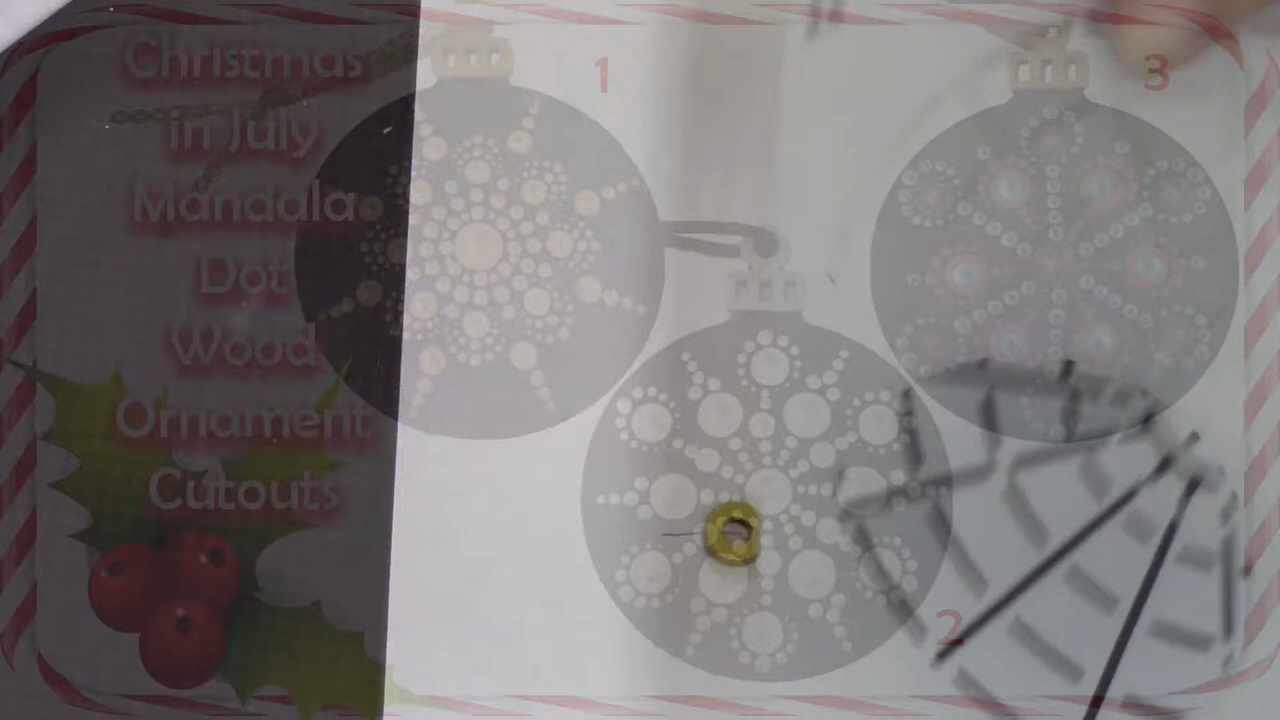 Christmas
in July
Mandala
Dot
Wood
Ornament
Cutouts
1
3
2